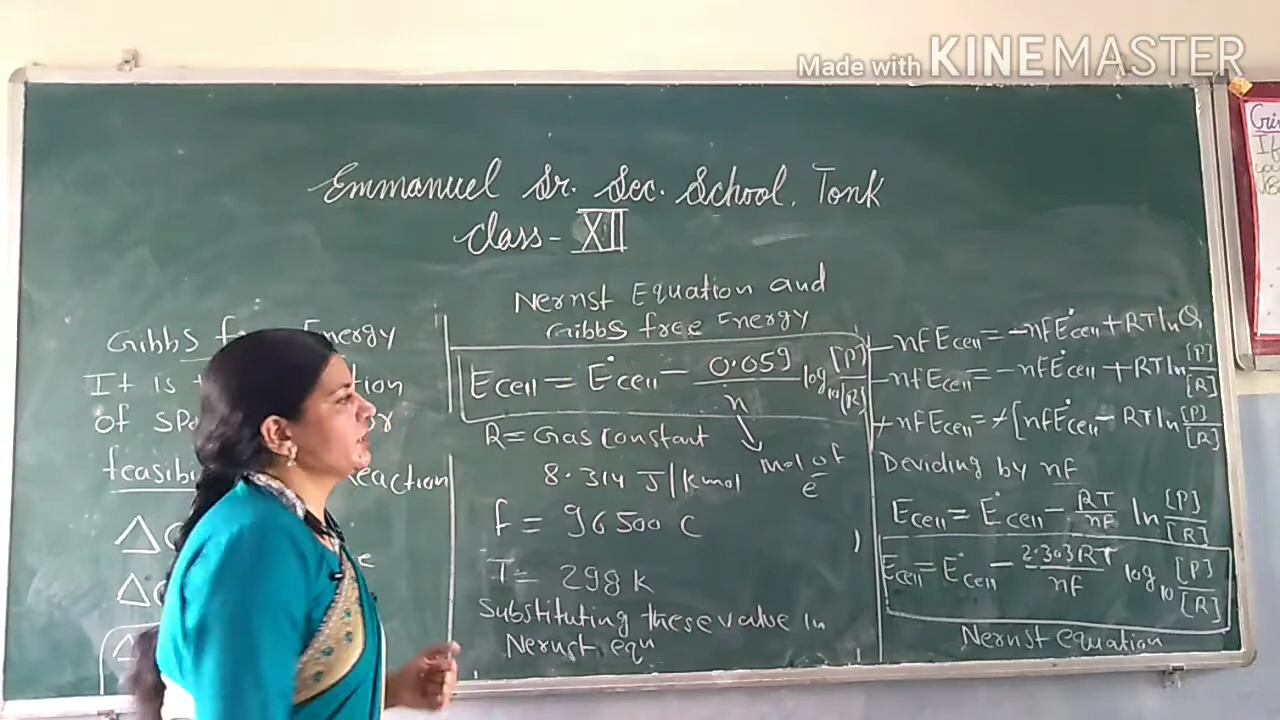 Made with KINEMASTER
Emmanuel Sr. Sec. School, Tonk
Class - XII
Nernst Equation and
Gibbs free Energy
Gibbs Energy
It is
of
feasibi Reaction
Ecell = E°cell - 0.059/n log10 [P]/[R]
R = Gas Constant
8.314 J/kmol
mol of e
F = 96500 C
T = 298 k
Substituting these value in
Nernst equn
-nfEcell = -nfE°cell + RT ln Q
-nfEcell = -nfE°cell + RT ln [P]/[R]
+nfEcell = +[nfE°cell - RT ln [P]/[R]
Deviding by nf
Ecell = E°cell - RT/nF ln [P]/[R]
Ecell = E°cell - 2.303RT/nf log10 [P]/[R]
Nernst equation